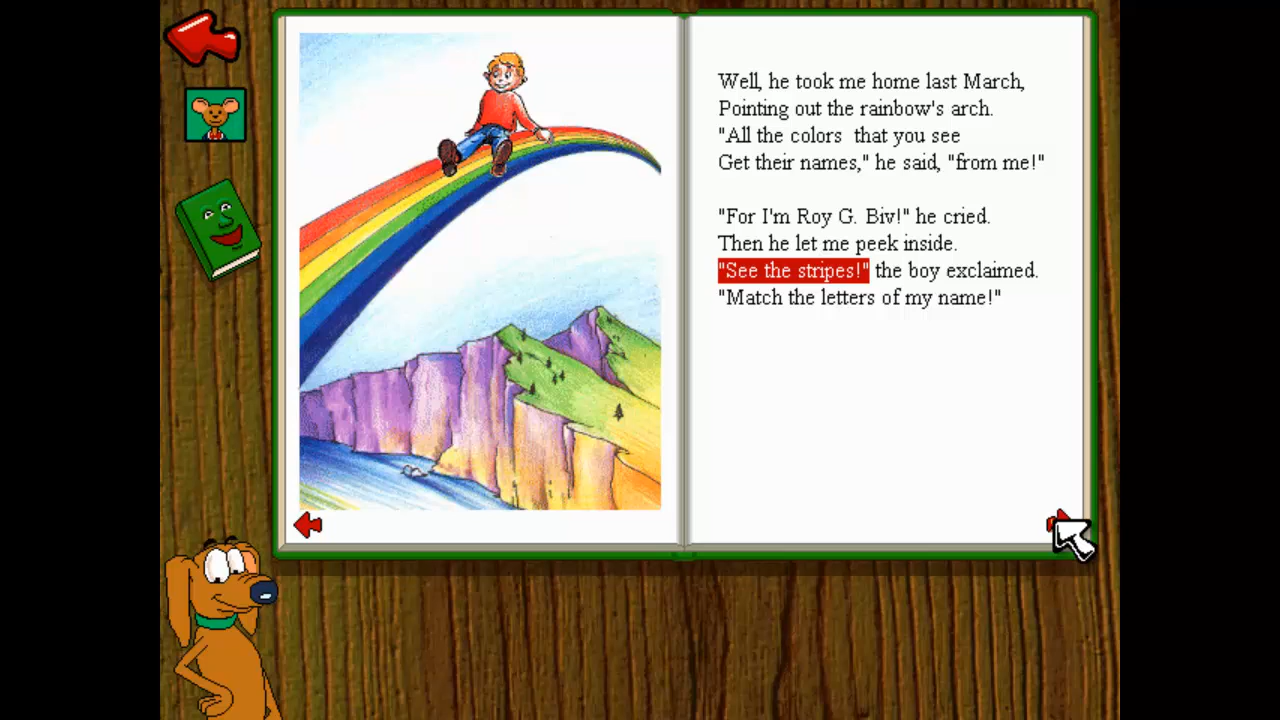 Well, he took me home last March,
Pointing out the rainbow's arch.
"All the colors  that you see
Get their names," he said, "from me!"
"For I'm Roy G. Biv!" he cried.
Then he let me peek inside.
"See the stripes!" the boy exclaimed.
"Match the letters of my name!"